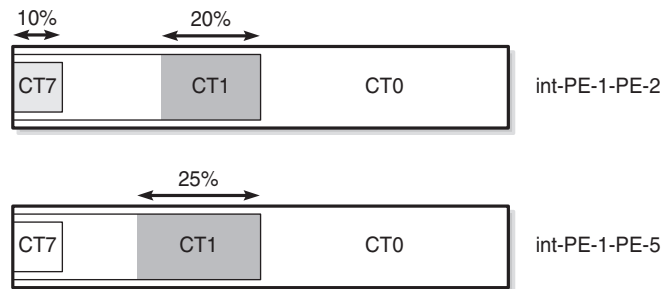 10% 20%
CT7 CT1 CT0 int-PE-1-PE-2
25%
CT7 CT1 CT0 int-PE-1-PE-5